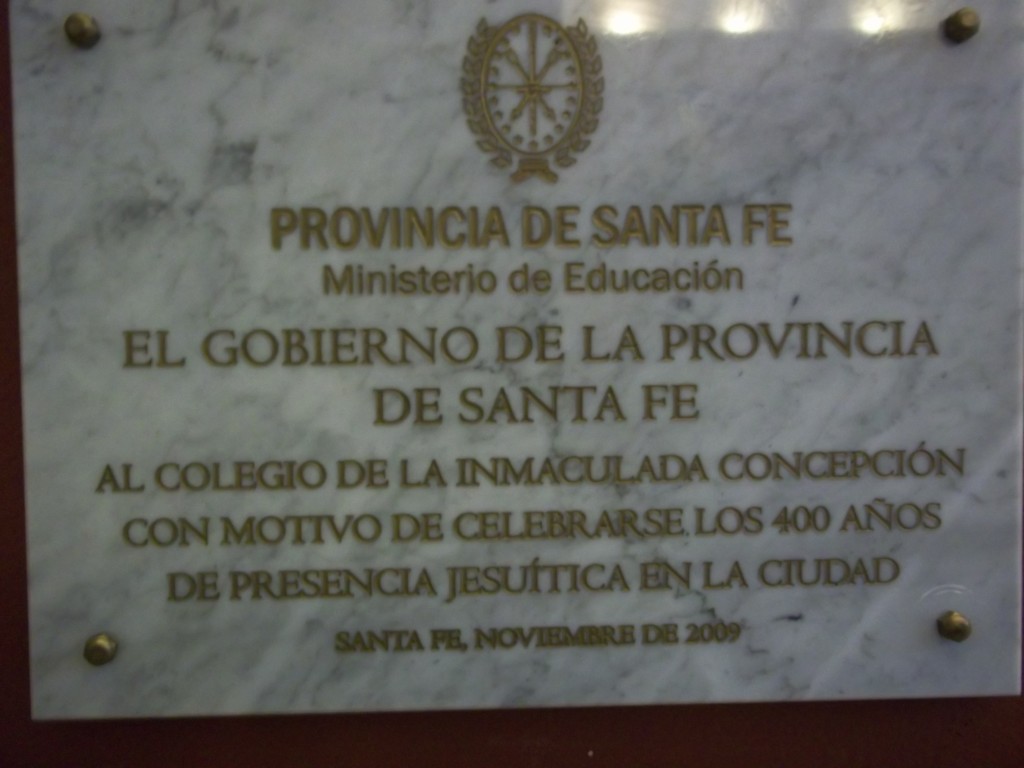 PROVINCIA DE SANTA FE
Ministerio de Educación
EL GOBIERNO DE LA PROVINCIA
DE SANTA FE
AL COLEGIO DE LA INMACULADA CONCEPCIÓN
CON MOTIVO DE CELEBRARSE LOS 400 AÑOS
DE PRESENCIA JESUÍTICA EN LA CIUDAD
SANTA FE, NOVIEMBRE DE 2009